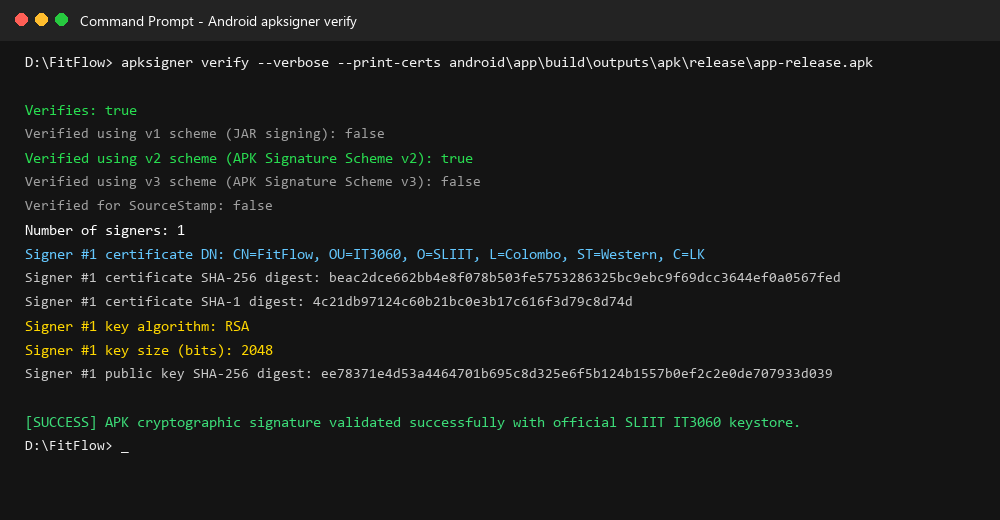 Command Prompt - Android apksigner verify
D:\FitFlow> apksigner verify --verbose --print-certs android\app\build\outputs\apk\release\app-release.apk
Verifies: true
Verified using v1 scheme (JAR signing): false
Verified using v2 scheme (APK Signature Scheme v2): true
Verified using v3 scheme (APK Signature Scheme v3): false
Verified for SourceStamp: false
Number of signers: 1
Signer #1 certificate DN: CN=FitFlow, OU=IT3060, O=SLIIT, L=Colombo, ST=Western, C=LK
Signer #1 certificate SHA-256 digest: beac2dce662bb4e8f078b503fe5753286325bc9ebc9f69dcc3644ef0a0567fed
Signer #1 certificate SHA-1 digest: 4c21db97124c60b21bc0e3b17c616f3d79c8d74d
Signer #1 key algorithm: RSA
Signer #1 key size (bits): 2048
Signer #1 public key SHA-256 digest: ee78371e4d53a4464701b695c8d325e6f5b124b1557b0ef2c2e0de707933d039
[SUCCESS] APK cryptographic signature validated successfully with official SLIIT IT3060 keystore.
D:\FitFlow> _